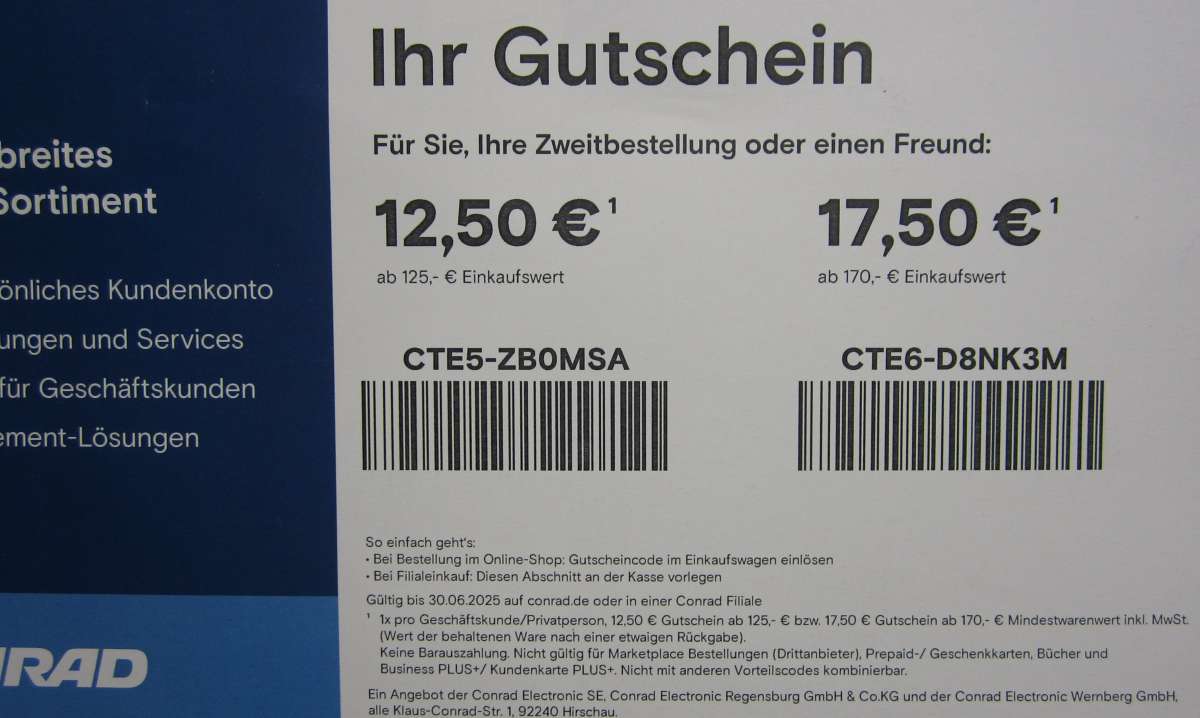 breites
Sortiment
önliches Kundenkonto
ungen und Services
für Geschäftskunden
ement-Lösungen
NRAD
Ihr Gutschein
Für Sie, Ihre Zweitbestellung oder einen Freund:
12,50 €¹
ab 125,- € Einkaufswert
CTE5-ZB0MSA
17,50 €¹
ab 170,- € Einkaufswert
CTE6-D8NK3M
So einfach geht's:
• Bei Bestellung im Online-Shop: Gutscheincode im Einkaufswagen einlösen
• Bei Filialeinkauf: Diesen Abschnitt an der Kasse vorlegen
Gültig bis 30.06.2025 auf conrad.de oder in einer Conrad Filiale
¹ 1x pro Geschäftskunde/Privatperson, 12,50 € Gutschein ab 125,- € bzw. 17,50 € Gutschein ab 170,- € Mindestwarenwert inkl. MwSt.
(Wert der behaltenen Ware nach einer etwaigen Rückgabe).
Keine Barauszahlung. Nicht gültig für Marketplace Bestellungen (Drittanbieter), Prepaid-/ Geschenkkarten, Bücher und
Business PLUS+/ Kundenkarte PLUS+. Nicht mit anderen Vorteilscodes kombinierbar.
Ein Angebot der Conrad Electronic SE, Conrad Electronic Regensburg GmbH & Co.KG und der Conrad Electronic Wernberg GmbH,
alle Klaus-Conrad-Str. 1, 92240 Hirschau.